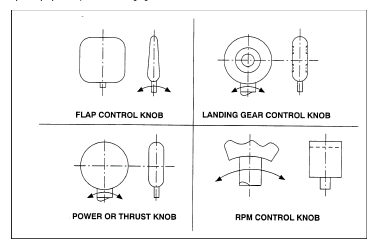 FLAP CONTROL KNOB
LANDING GEAR CONTROL KNOB
POWER OR THRUST KNOB
RPM CONTROL KNOB